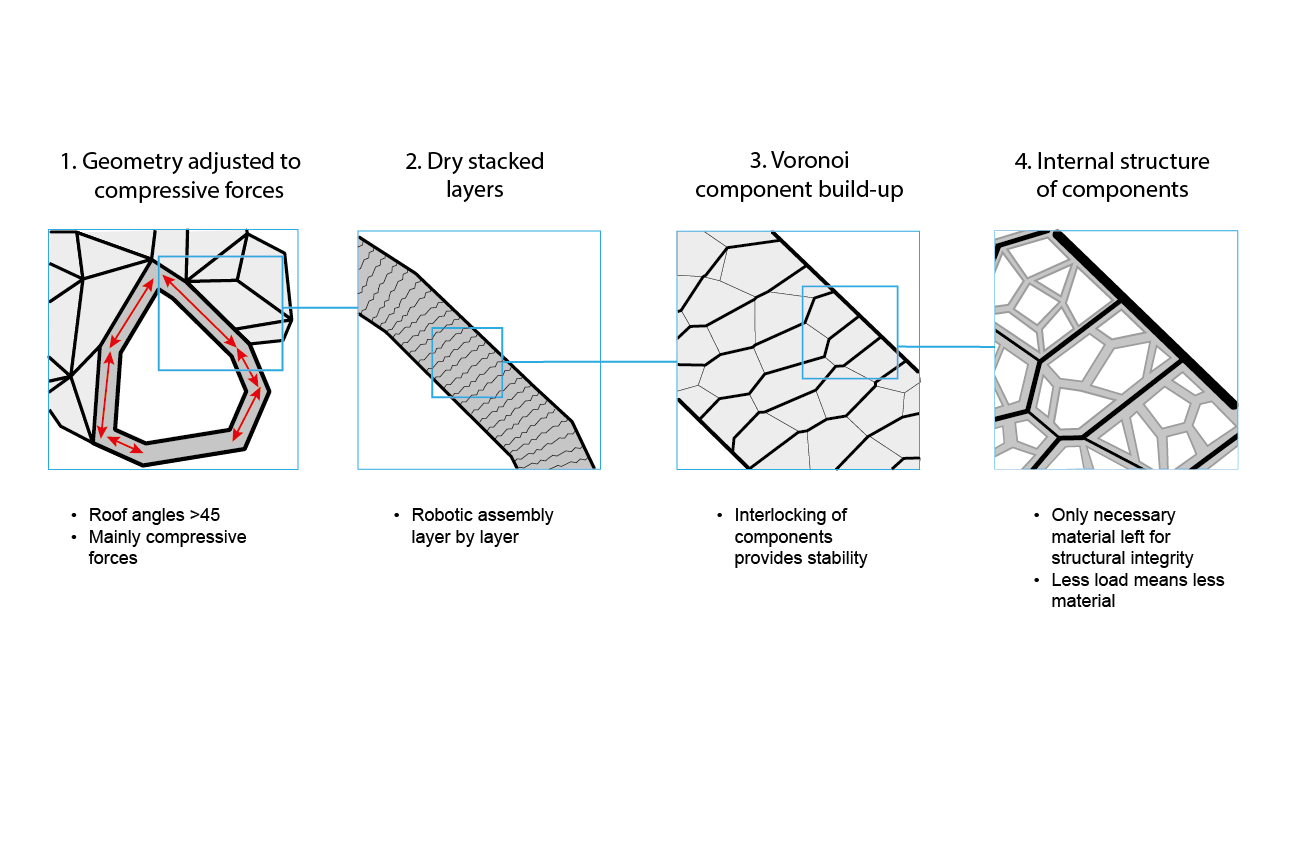 1. Geometry adjusted to
compressive forces
2. Dry stacked
layers
3. Voronoi
component build-up
4. Internal structure
of components
• Roof angles >45
• Mainly compressive
forces
• Robotic assembly
layer by layer
• Interlocking of
components
provides stability
• Only necessary
material left for
structural integrity
• Less load means less
material